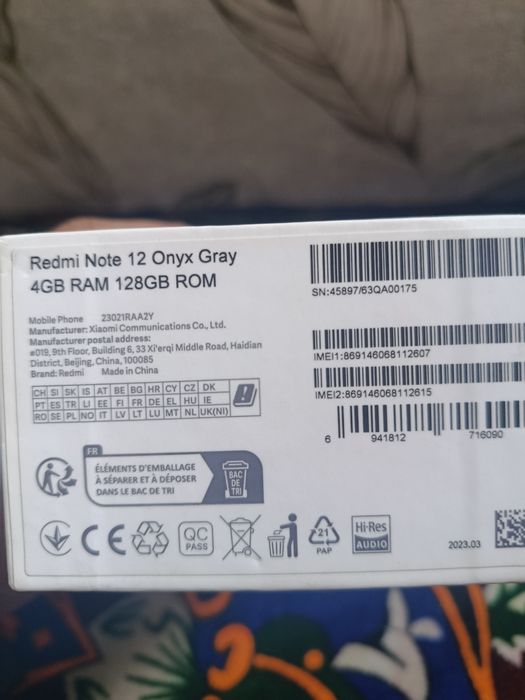 Redmi Note 12 Onyx Gray
4GB RAM 128GB ROM
SN:45897/63QA00175
Mobile Phone 23021RAA2Y
Manufacturer: Xiaomi Communications Co., Ltd.
Manufacturer postal address:
#019, 9th Floor, Building 6, 33 Xi'erqi Middle Road, Haidian
District, Beijing, China, 100085
Brand: Redmi Made in China
IMEI1:869146068112607
IMEI2:869146068112615
CH SI SK IS AT BE BG HR CY CZ DK
PT ES TR LI EE FI FR DE EL HU IE
RO SE PL NO IT LV LT LU MT NL UK(NI)
6 941812 716090
FR
ÉLÉMENTS D'EMBALLAGE
À SÉPARER ET À DÉPOSER
DANS LE BAC DE TRI
BAC
DE
TRI
CE
QC
PASS
21
PAP
Hi-Res
AUDIO
2023.03